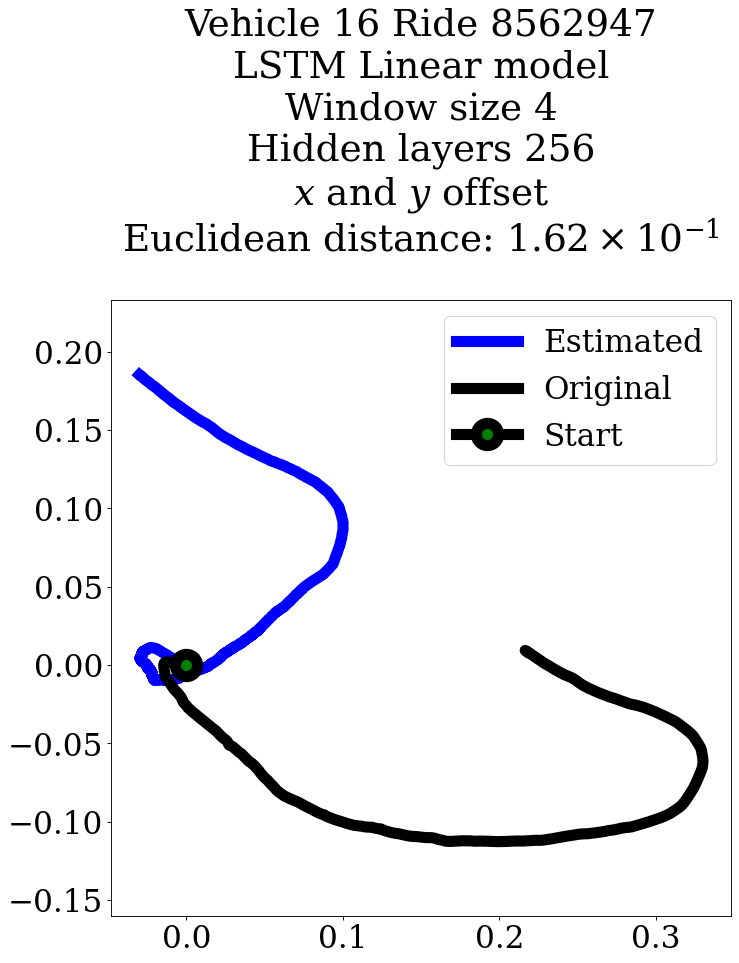 Vehicle 16 Ride 8562947
LSTM Linear model
Window size 4
Hidden layers 256
x and y offset
Euclidean distance: 1.62 × 10⁻¹
Estimated
Original
Start
0.20
0.15
0.10
0.05
0.00
−0.05
−0.10
−0.15
0.0 0.1 0.2 0.3